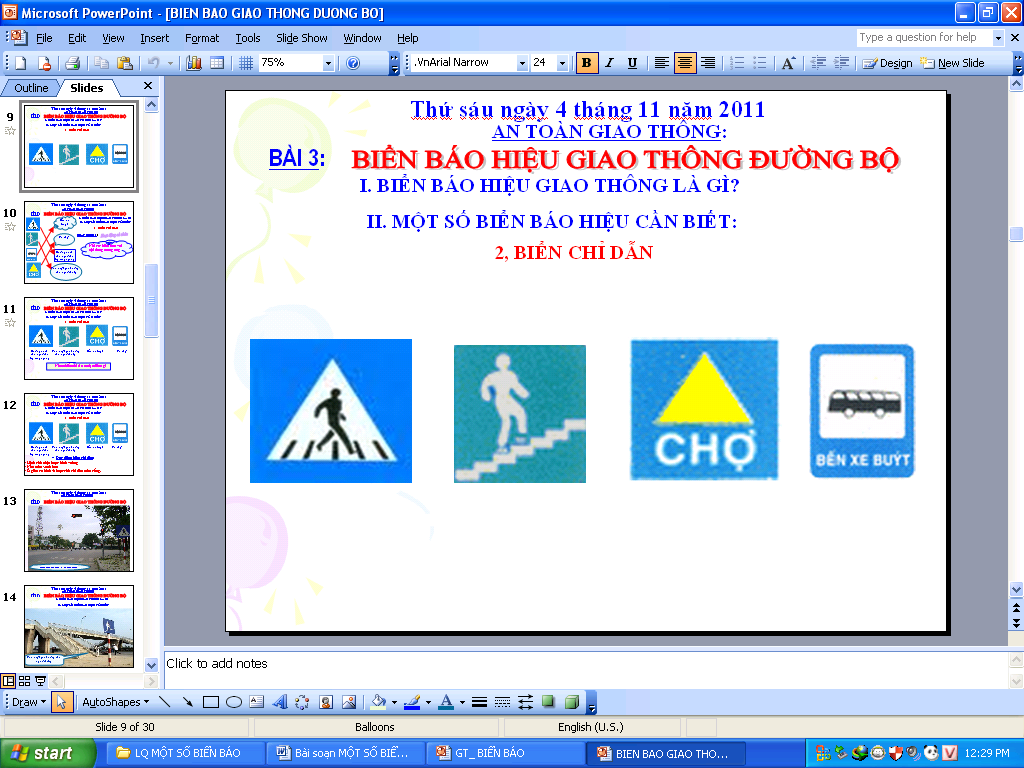 Microsoft PowerPoint - [BIEN BAO GIAO THONG DUONG BO]
File Edit View Insert Format Tools Slide Show Window Help
Type a question for help
75%
.VnArial Narrow
24
B I U
Design
New Slide
Outline
Slides
9
10
11
12
13
14
Thứ sáu ngày 4 tháng 11 năm 2011
AN TOÀN GIAO THÔNG:
BÀI 3: BIỂN BÁO HIỆU GIAO THÔNG ĐƯỜNG BỘ
I. BIỂN BÁO HIỆU GIAO THÔNG LÀ GÌ?
II. MỘT SỐ BIỂN BÁO HIỆU CẦN BIẾT:
2, BIỂN CHỈ DẪN
CHỢ
BẾN XE BUÝT
Click to add notes
Draw
AutoShapes
Slide 9 of 30
Balloons
English (U.S.)
start
LQ MỘT SỐ BIỂN BÁO
Bài soạn MỘT SỐ BIỂ...
GT_ BIỂN BÁO
BIEN BAO GIAO THO...
12:29 PM